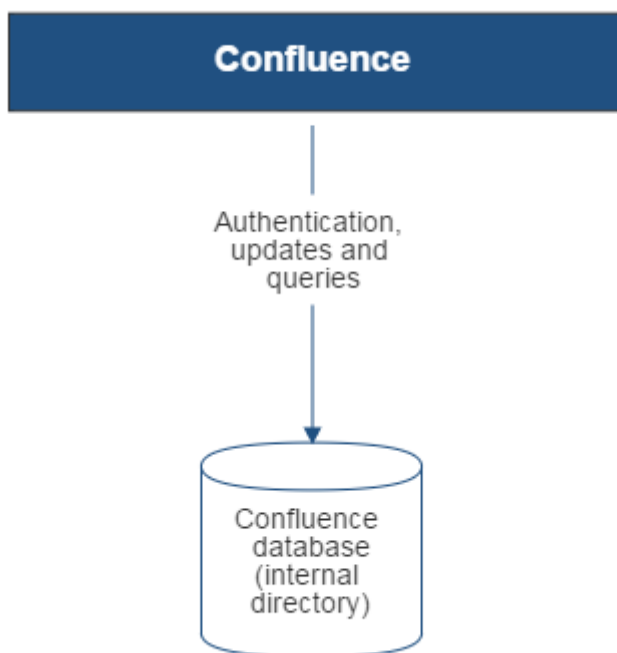 Confluence
Authentication,
updates and
queries
Confluence
database
(internal
directory)